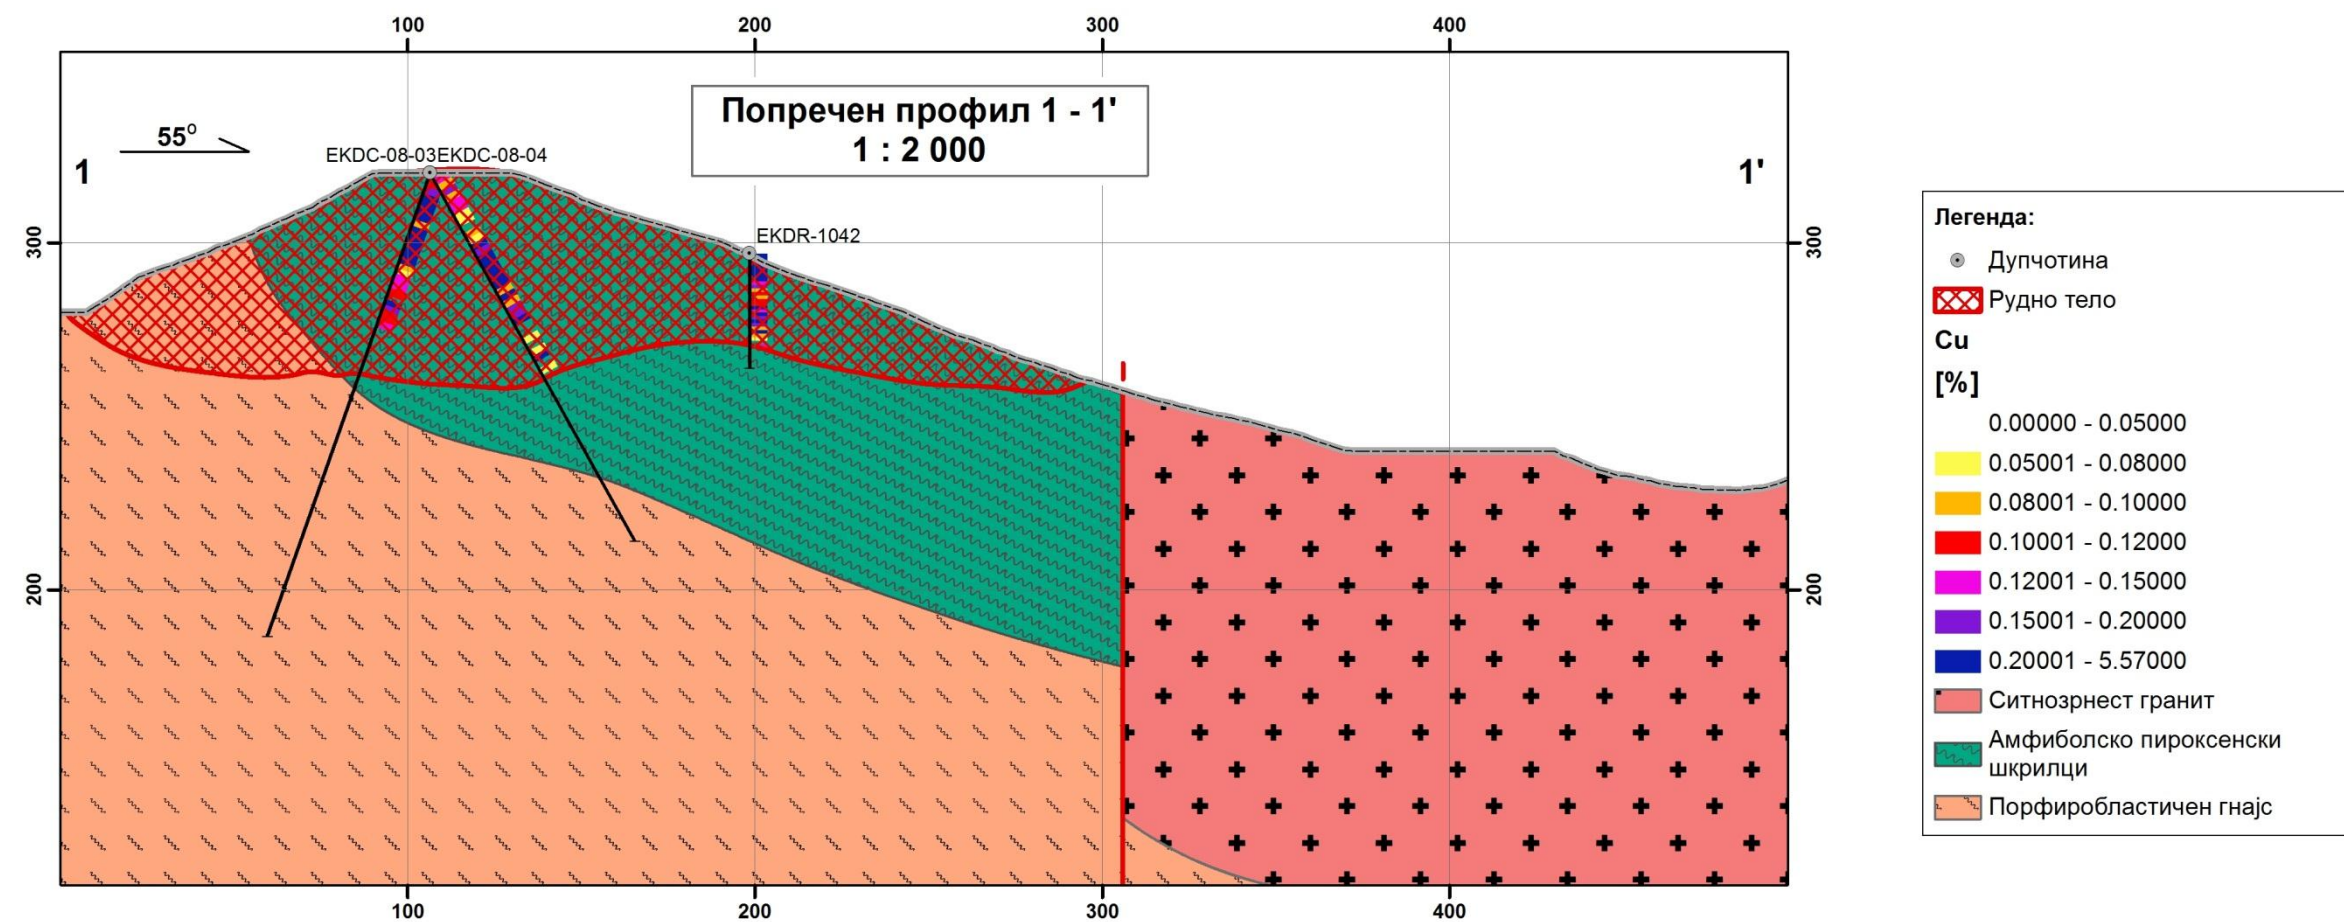 100 200 300 400
Попречен профил 1 - 1'
1 : 2 000
55°
EKDC-08-03EKDC-08-04
1
1'
EKDR-1042
300
300
200
200
100 200 300 400
Легенда:
Дупчотина
Рудно тело
Cu
[%]
0.00000 - 0.05000
0.05001 - 0.08000
0.08001 - 0.10000
0.10001 - 0.12000
0.12001 - 0.15000
0.15001 - 0.20000
0.20001 - 5.57000
Ситнозрнест гранит
Амфиболско пироксенски
шкрилци
Порфиробластичен гнајс